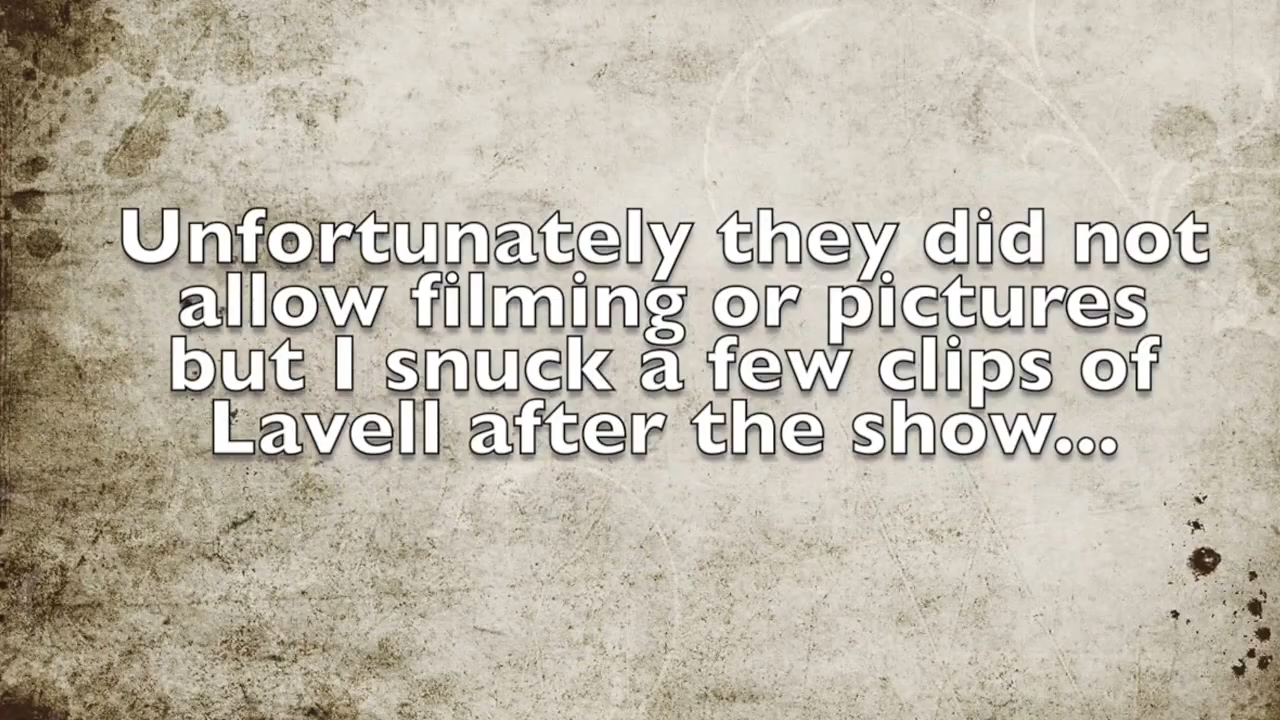 Unfortunately they did not
allow filming or pictures
but I snuck a few clips of
Lavell after the show...